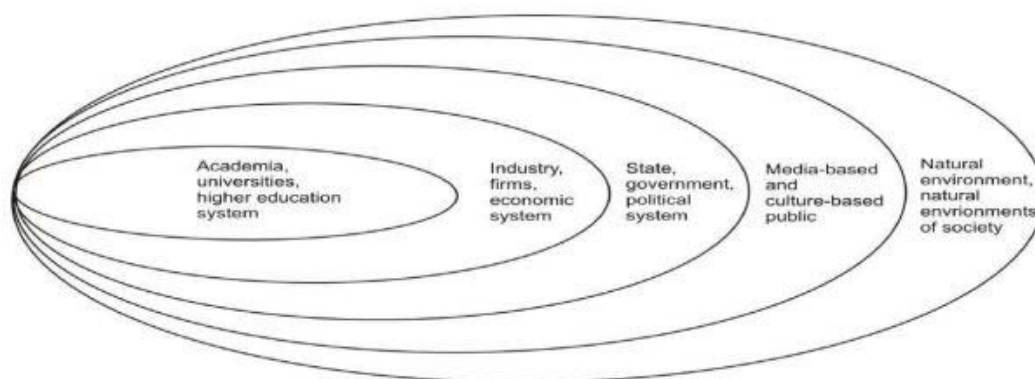 Academia,
universities,
higher education
system
Industry,
firms,
economic
system
State,
government,
political
system
Media-based
and
culture-based
public
Natural
environment,
natural
envrionments
of society